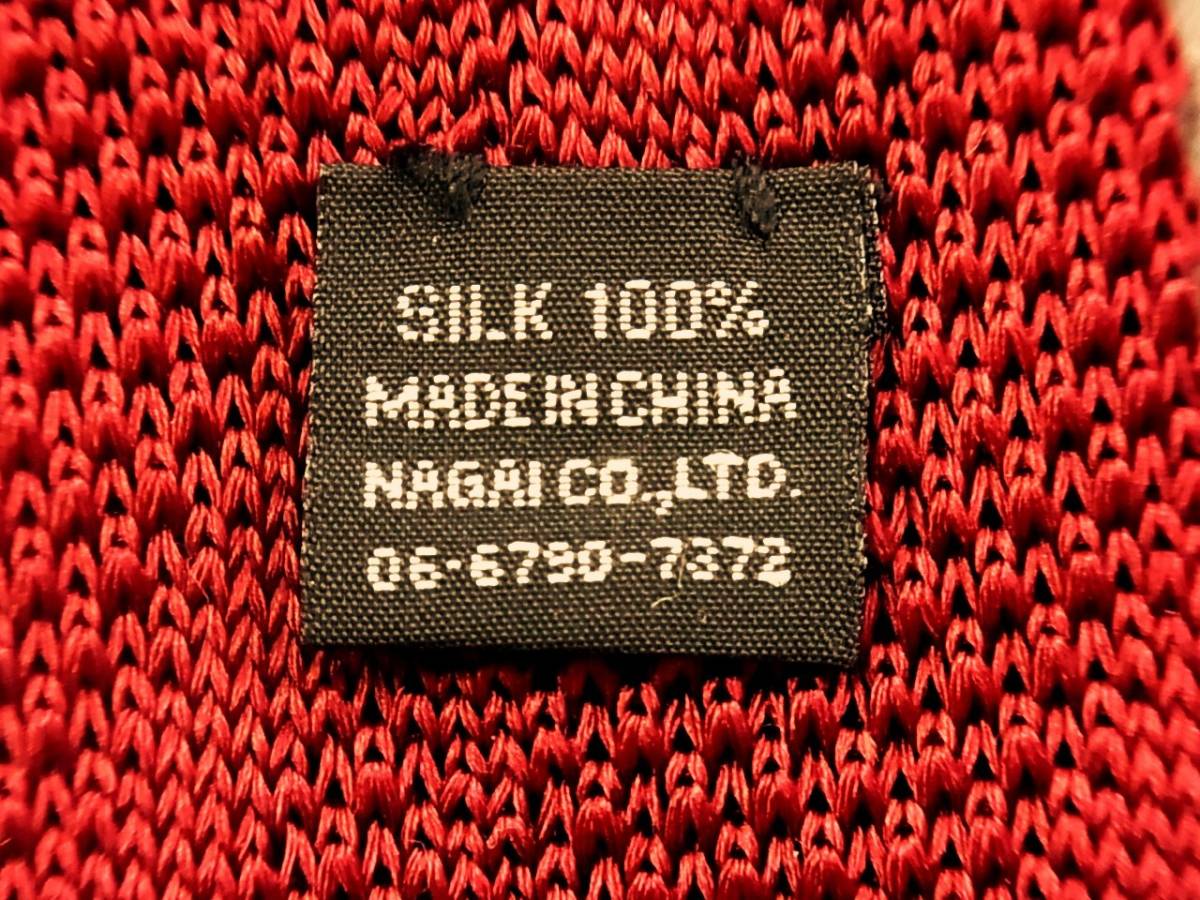 SILK 100%
MADE IN CHINA
NAGAI CO.,LTD.
06-6790-7372